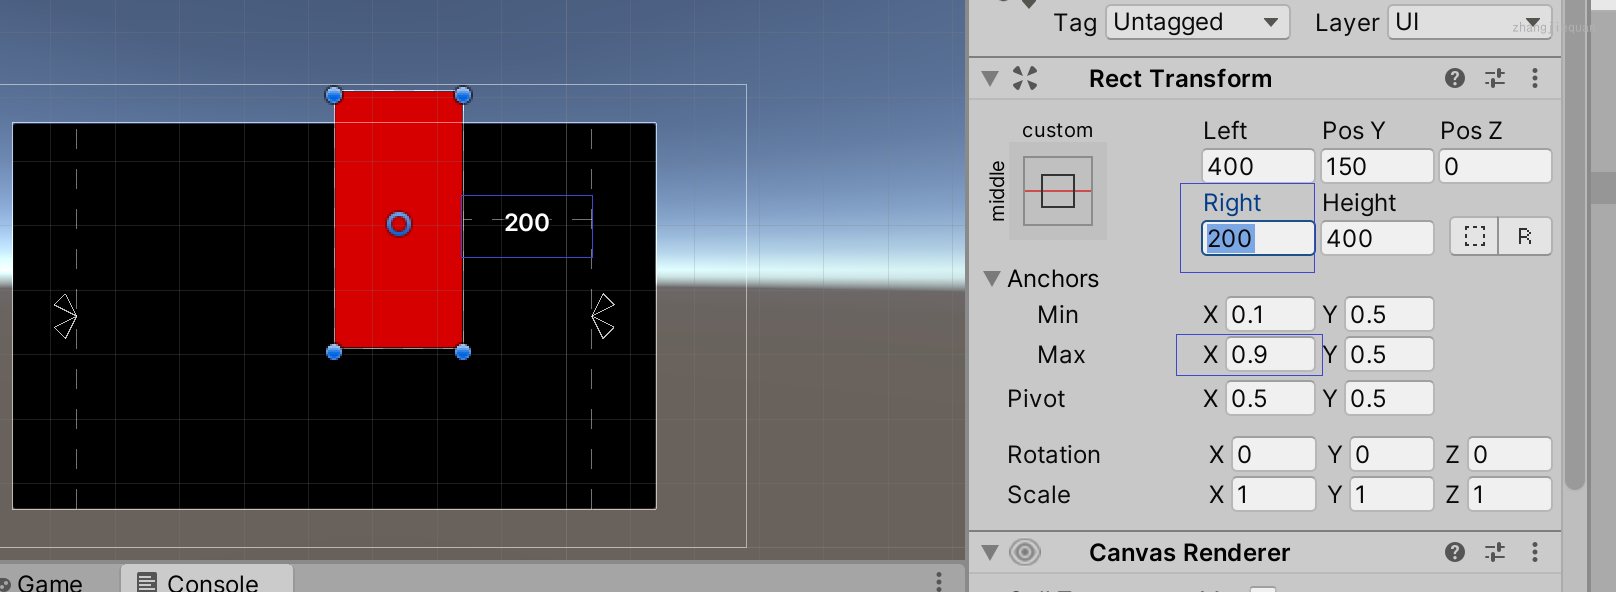 Tag Untagged Layer UI
Rect Transform
custom
middle
Left Pos Y Pos Z
400 150 0
Right Height
200 400 R
200
Anchors
Min X 0.1 Y 0.5
Max X 0.9 Y 0.5
Pivot X 0.5 Y 0.5
Rotation X 0 Y 0 Z 0
Scale X 1 Y 1 Z 1
Canvas Renderer
Game Console